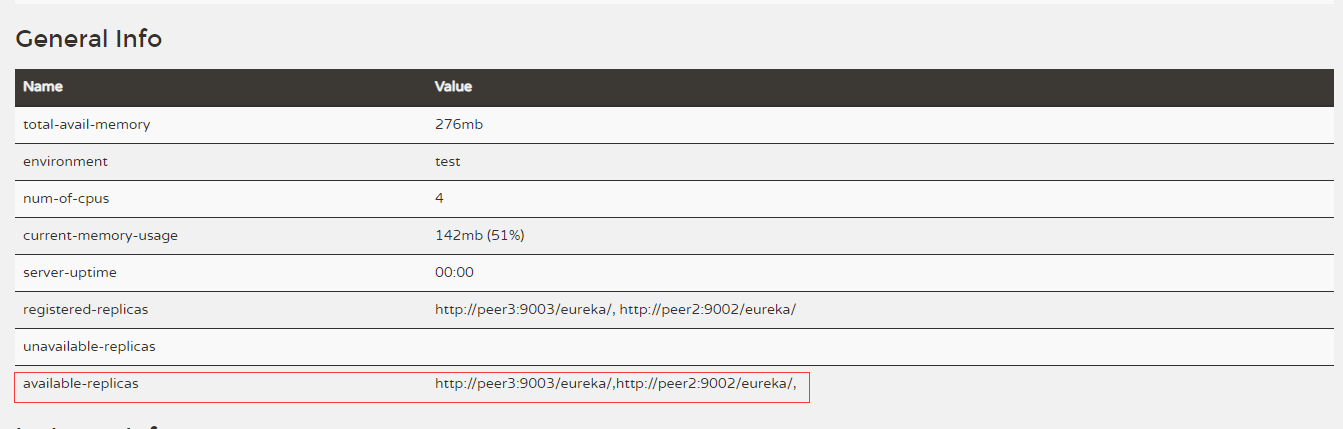 General Info
Name Value
total-avail-memory 276mb
environment test
num-of-cpus 4
current-memory-usage 142mb (51%)
server-uptime 00:00
registered-replicas http://peer3:9003/eureka/, http://peer2:9002/eureka/
unavailable-replicas
available-replicas http://peer3:9003/eureka/,http://peer2:9002/eureka/,